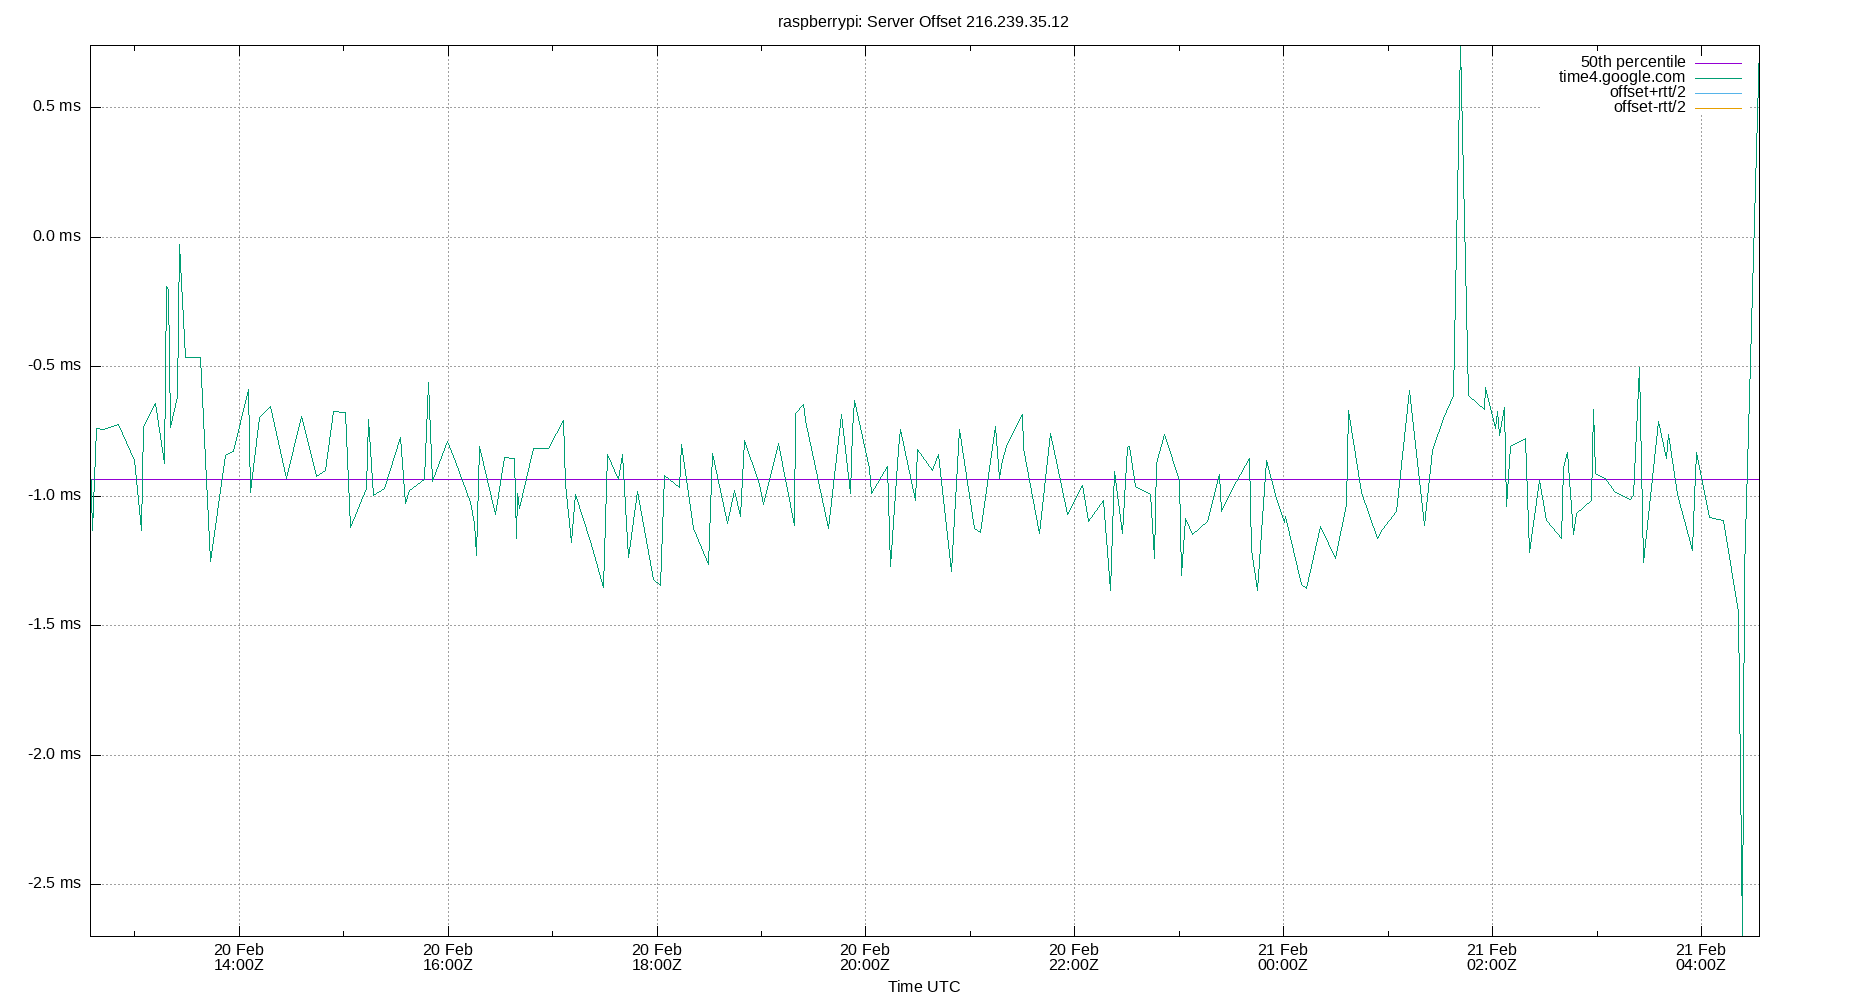 raspberrypi: Server Offset 216.239.35.12
50th percentile
time4.google.com
offset+rtt/2
offset-rtt/2
0.5 ms
0.0 ms
-0.5 ms
-1.0 ms
-1.5 ms
-2.0 ms
-2.5 ms
20 Feb 20 Feb 20 Feb 20 Feb 20 Feb 21 Feb 21 Feb 21 Feb
14:00Z 16:00Z 18:00Z 20:00Z 22:00Z 00:00Z 02:00Z 04:00Z
Time UTC